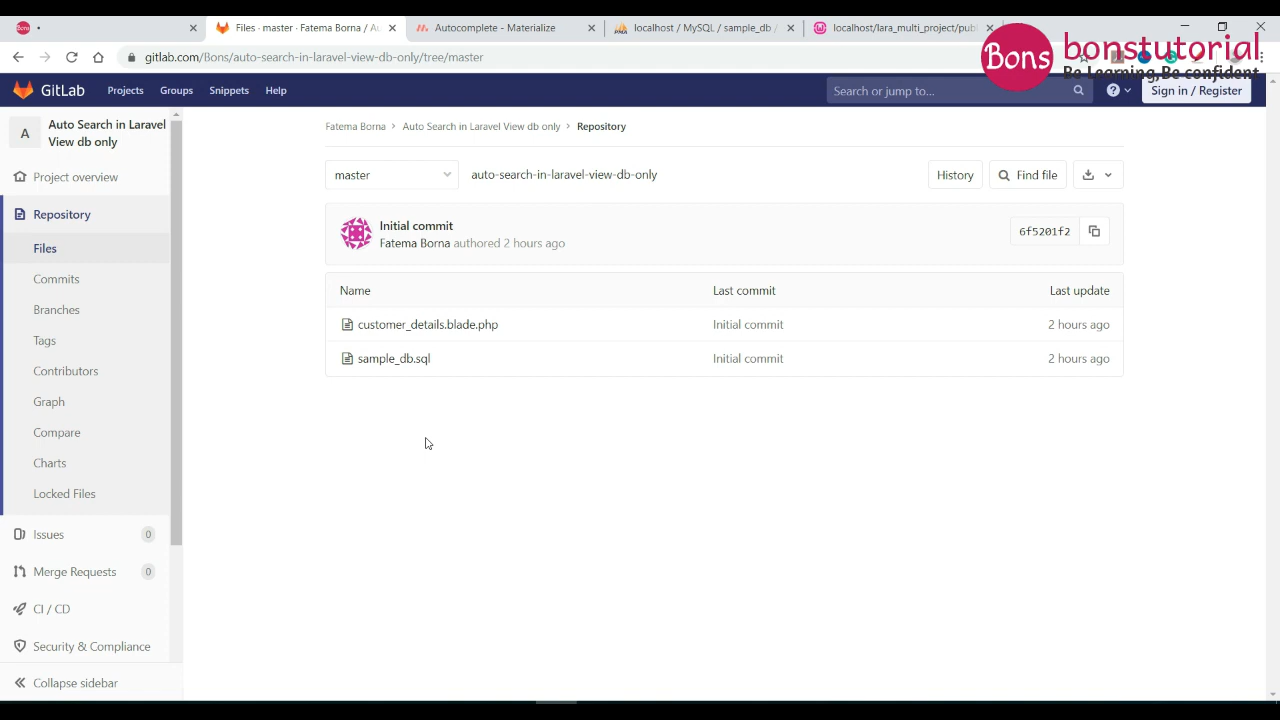 Files · master · Fatema Borna / Au
Autocomplete - Materialize
localhost / MySQL / sample_db /
localhost/lara_multi_project/publ
gitlab.com/Bons/auto-search-in-laravel-view-db-only/tree/master
Bons
bonstutorial
Be Learning,Be confident
GitLab
Projects
Groups
Snippets
Help
Search or jump to...
Sign in / Register
A
Auto Search in Laravel
View db only
Project overview
Repository
Files
Commits
Branches
Tags
Contributors
Graph
Compare
Charts
Locked Files
Issues 0
Merge Requests 0
CI / CD
Security & Compliance
Collapse sidebar
Fatema Borna > Auto Search in Laravel View db only > Repository
master
auto-search-in-laravel-view-db-only
History
Find file
Initial commit
Fatema Borna authored 2 hours ago
6f5201f2
Name Last commit Last update
customer_details.blade.php Initial commit 2 hours ago
sample_db.sql Initial commit 2 hours ago